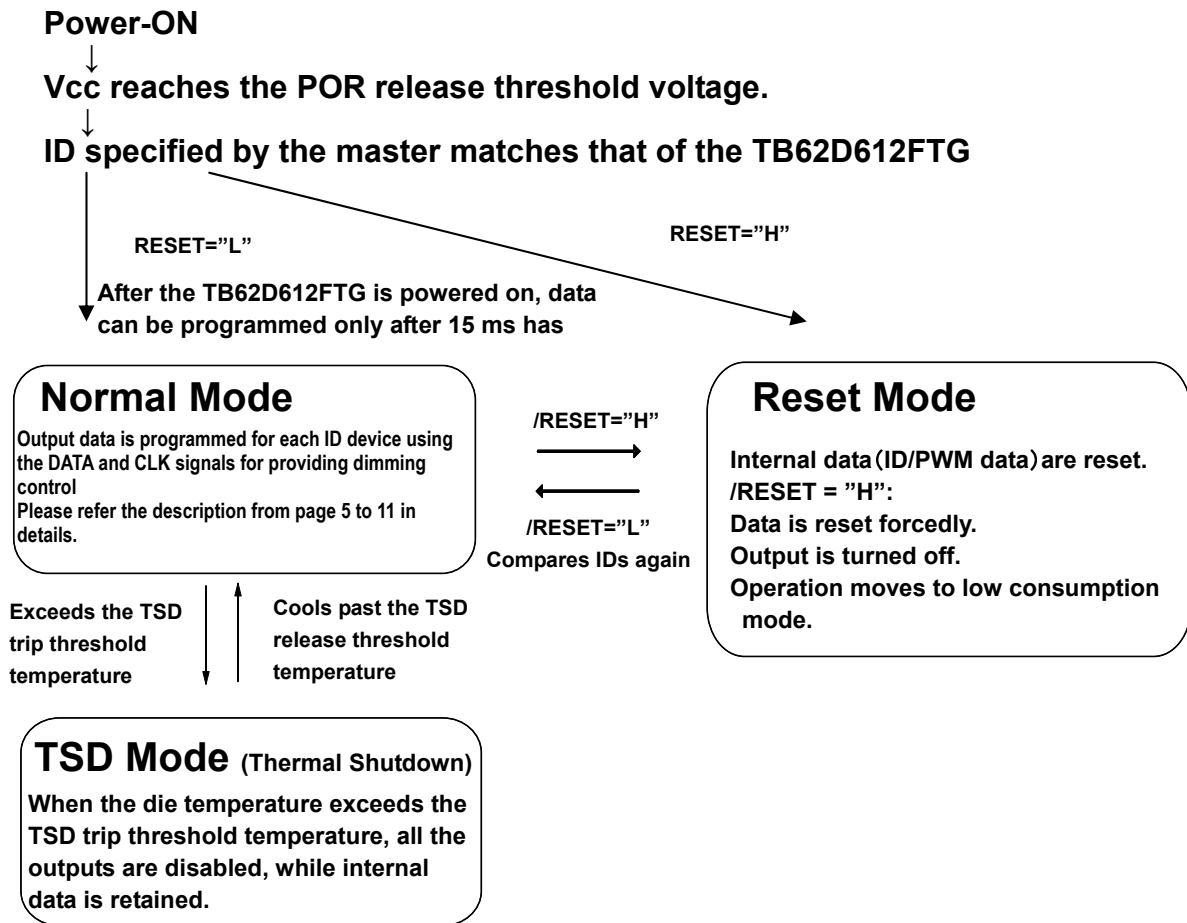 Power-ON
↓
Vcc reaches the POR release threshold voltage.
↓
ID specified by the master matches that of the TB62D612FTG
RESET=”L”
RESET=”H”
After the TB62D612FTG is powered on, data
can be programmed only after 15 ms has
Normal Mode
Output data is programmed for each ID device using
the DATA and CLK signals for providing dimming
control
Please refer the description from page 5 to 11 in
details.
/RESET=”H”
/RESET=”L”
Compares IDs again
Reset Mode
Internal data（ID/PWM data）are reset.
/RESET = ”H”:
Data is reset forcedly.
Output is turned off.
Operation moves to low consumption
mode.
Exceeds the TSD
trip threshold
temperature
Cools past the TSD
release threshold
temperature
TSD Mode (Thermal Shutdown)
When the die temperature exceeds the
TSD trip threshold temperature, all the
outputs are disabled, while internal
data is retained.